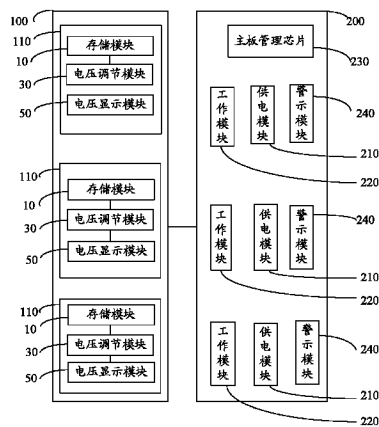 100
200
110
存储模块
10
电压调节模块
30
电压显示模块
50
主板管理芯片
230
工作模块
供电模块
警示模块
240
210
220
110
存储模块
10
电压调节模块
30
电压显示模块
50
工作模块
供电模块
警示模块
240
210
220
110
存储模块
10
电压调节模块
30
电压显示模块
50
工作模块
供电模块
警示模块
240
210
220